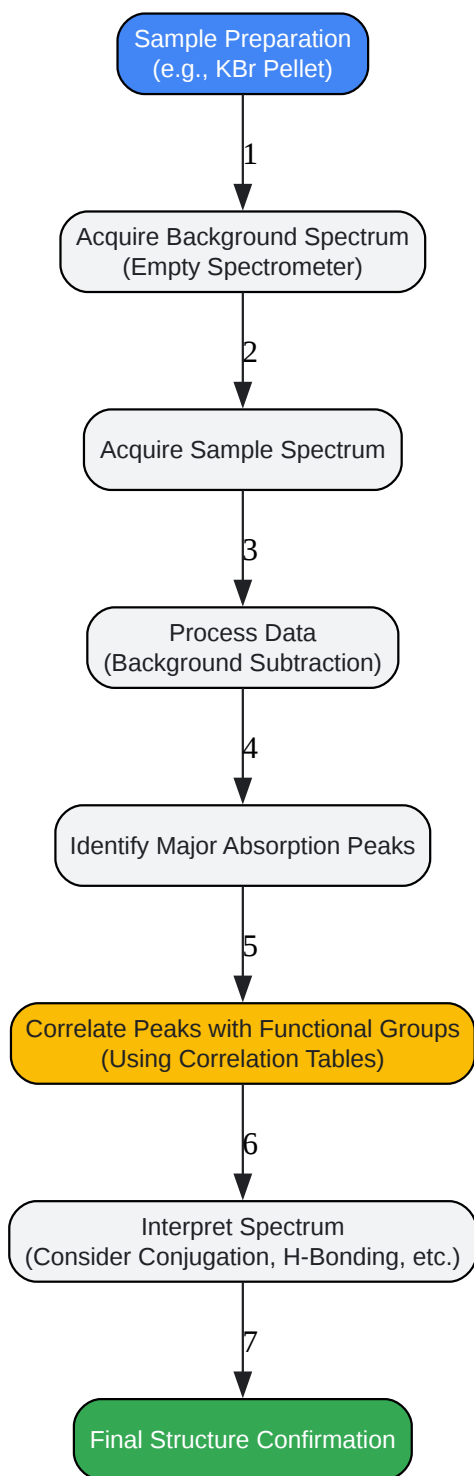 Sample Preparation
(e.g., KBr Pellet)
1
Acquire Background Spectrum
(Empty Spectrometer)
2
Acquire Sample Spectrum
3
Process Data
(Background Subtraction)
4
Identify Major Absorption Peaks
5
Correlate Peaks with Functional Groups
(Using Correlation Tables)
6
Interpret Spectrum
(Consider Conjugation, H-Bonding, etc.)
7
Final Structure Confirmation